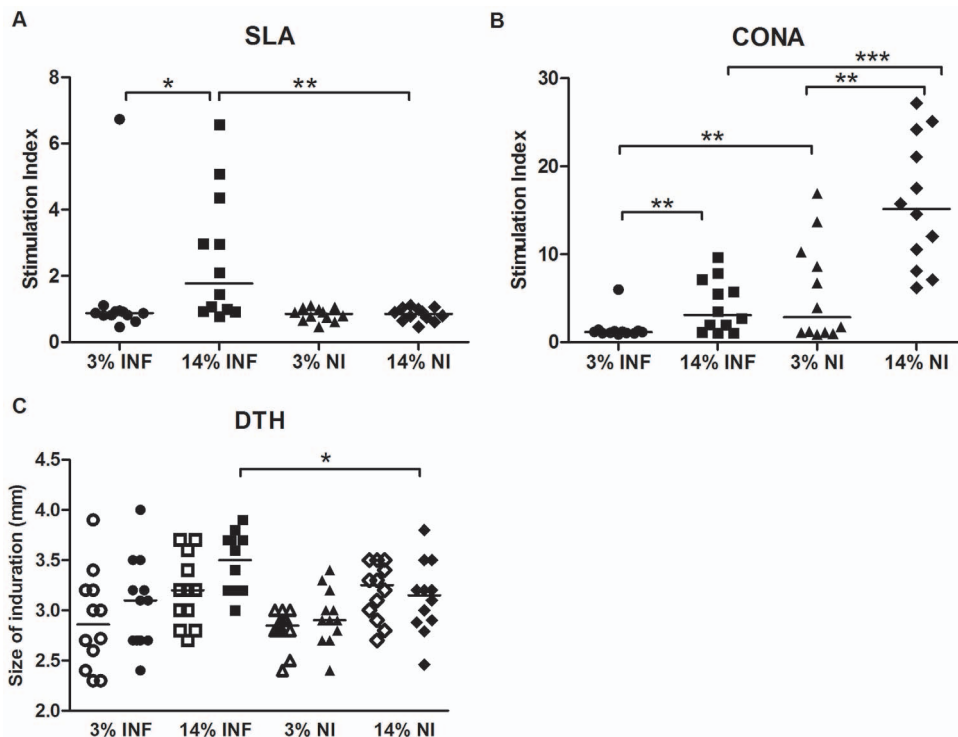 A
SLA
*
**
8
6
4
2
0
Stimulation Index
3% INF 14% INF 3% NI 14% NI
B
CONA
***
**
**
**
30
20
10
0
Stimulation Index
3% INF 14% INF 3% NI 14% NI
C
DTH
*
4.5
4.0
3.5
3.0
2.5
2.0
Size of induration (mm)
3% INF 14% INF 3% NI 14% NI